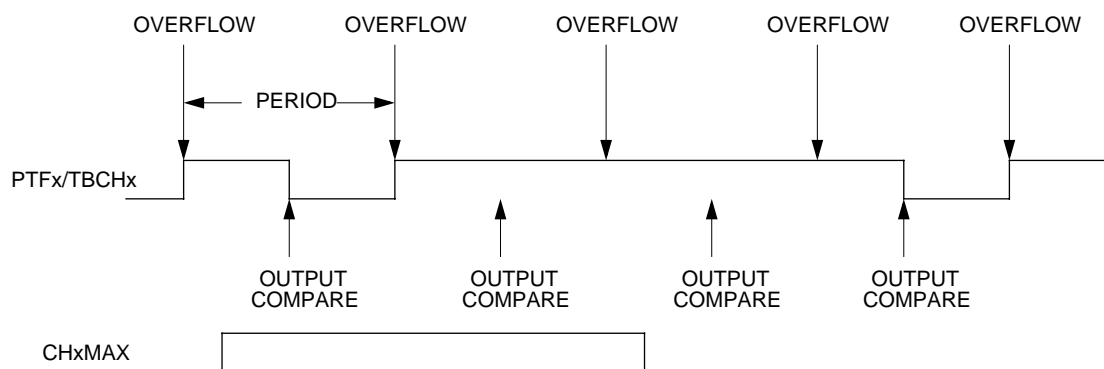 OVERFLOW OVERFLOW OVERFLOW OVERFLOW OVERFLOW
PERIOD
PTFx/TBCHx
OUTPUT COMPARE
OUTPUT COMPARE
OUTPUT COMPARE
OUTPUT COMPARE
CHxMAX